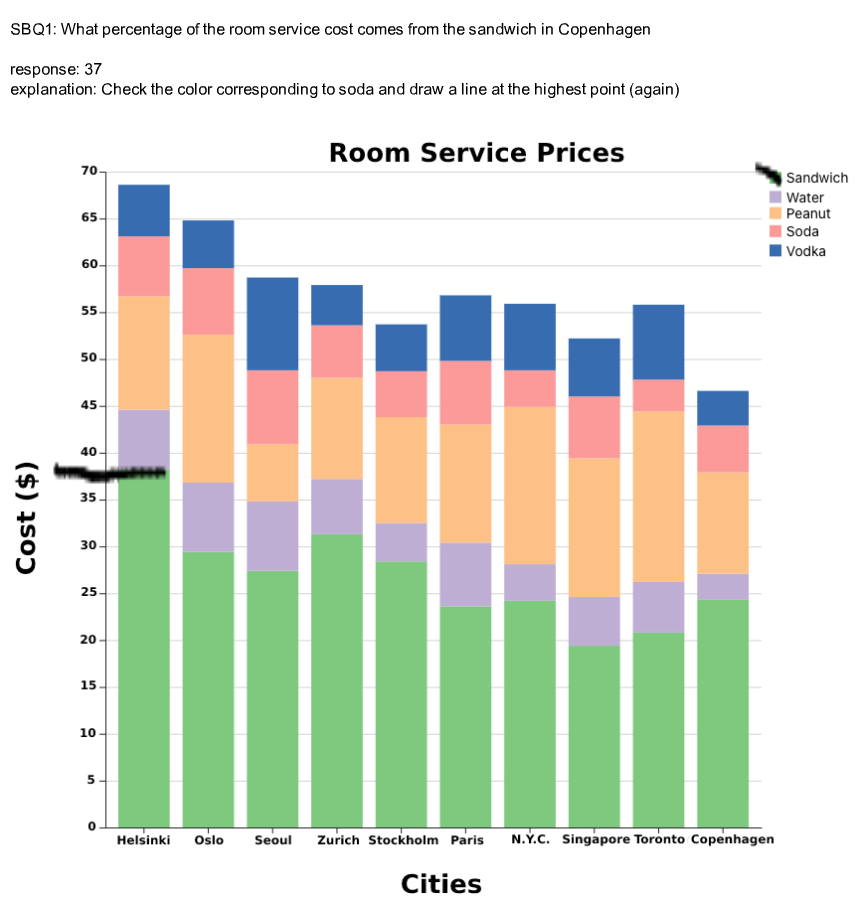 SBQ1: What percentage of the room service cost comes from the sandwich in Copenhagen
response: 37
explanation: Check the color corresponding to soda and draw a line at the highest point (again)
Room Service Prices
Sandwich
Water
Peanut
Soda
Vodka
70
65
60
55
50
45
40
35
30
25
20
15
10
5
0
Cost ($)
Helsinki Oslo Seoul Zurich Stockholm Paris N.Y.C. Singapore Toronto Copenhagen
Cities